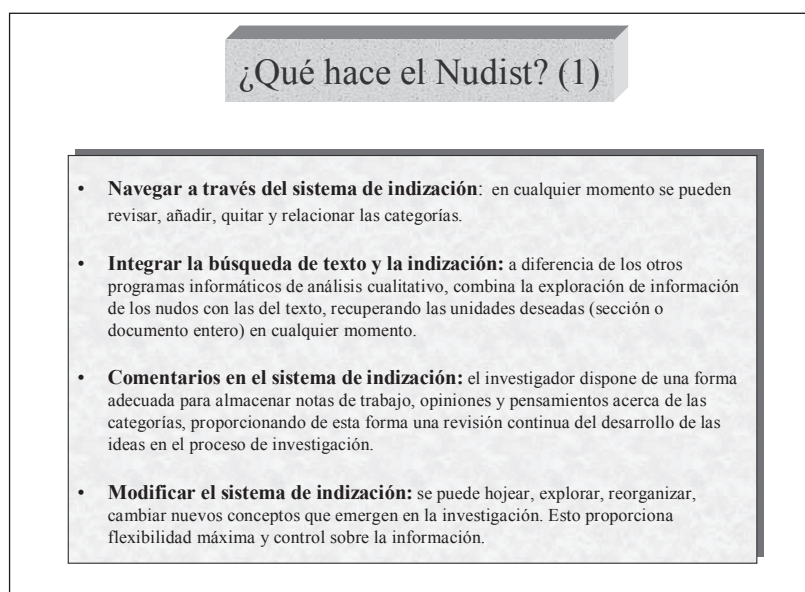 ¿Qué hace el Nudist? (1)
• Navegar a través del sistema de indización: en cualquier momento se pueden
revisar, añadir, quitar y relacionar las categorías.
• Integrar la búsqueda de texto y la indización: a diferencia de los otros
programas informáticos de análisis cualitativo, combina la exploración de información
de los nudos con las del texto, recuperando las unidades deseadas (sección o
documento entero) en cualquier momento.
• Comentarios en el sistema de indización: el investigador dispone de una forma
adecuada para almacenar notas de trabajo, opiniones y pensamientos acerca de las
categorías, proporcionando de esta forma una revisión continua del desarrollo de las
ideas en el proceso de investigación.
• Modificar el sistema de indización: se puede hojear, explorar, reorganizar,
cambiar nuevos conceptos que emergen en la investigación. Esto proporciona
flexibilidad máxima y control sobre la información.